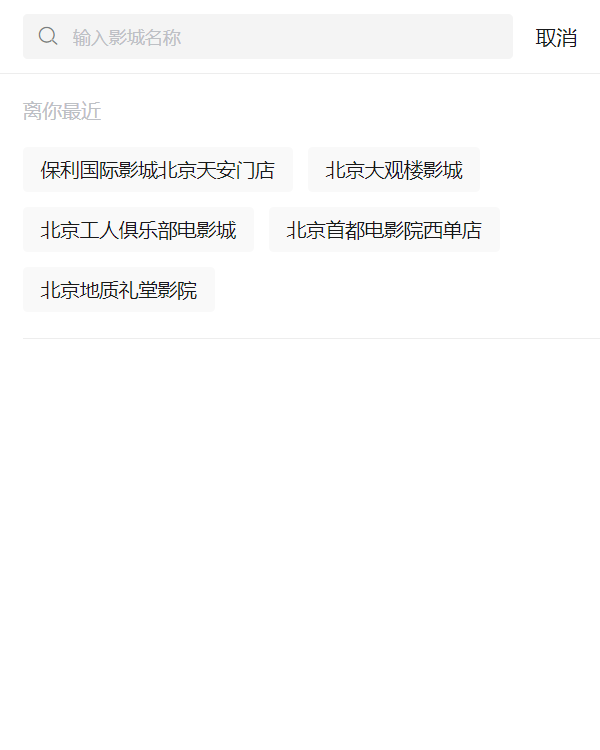 输入影城名称 取消
离你最近
保利国际影城北京天安门店 北京大观楼影城
北京工人俱乐部电影城 北京首都电影院西单店
北京地质礼堂影院